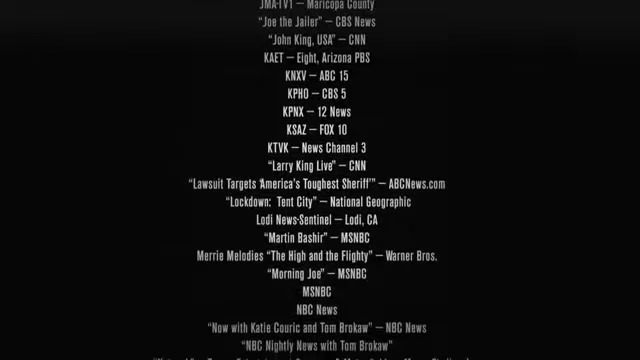 JMA-TV1 – Maricopa County
“Joe the Jailer” – CBS News
“John King, USA” – CNN
KAET – Eight, Arizona PBS
KNXV – ABC 15
KPHO – CBS 5
KPNX – 12 News
KSAZ – FOX 10
KTVK – News Channel 3
“Larry King Live” – CNN
“Lawsuit Targets ‘America’s Toughest Sheriff’” – ABCNews.com
“Lockdown: Tent City” – National Geographic
Lodi News-Sentinel – Lodi, CA
“Martin Bashir” – MSNBC
Merrie Melodies “The High and the Flighty” – Warner Bros.
“Morning Joe” – MSNBC
MSNBC
NBC News
“Now with Katie Couric and Tom Brokaw” – NBC News
“NBC Nightly News with Tom Brokaw”